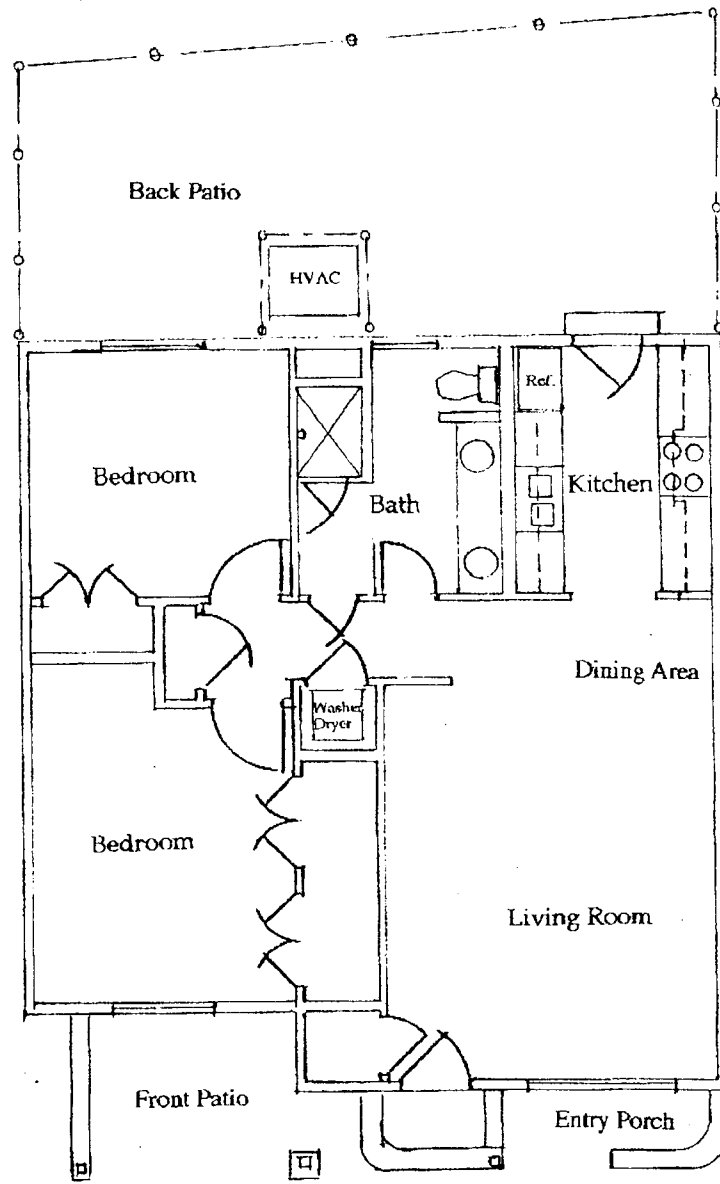 Back Patio
HVAC
Ref.
Bedroom
Kitchen
Bath
Dining Area
Washer
Dryer
Bedroom
Living Room
Front Patio
Entry Porch